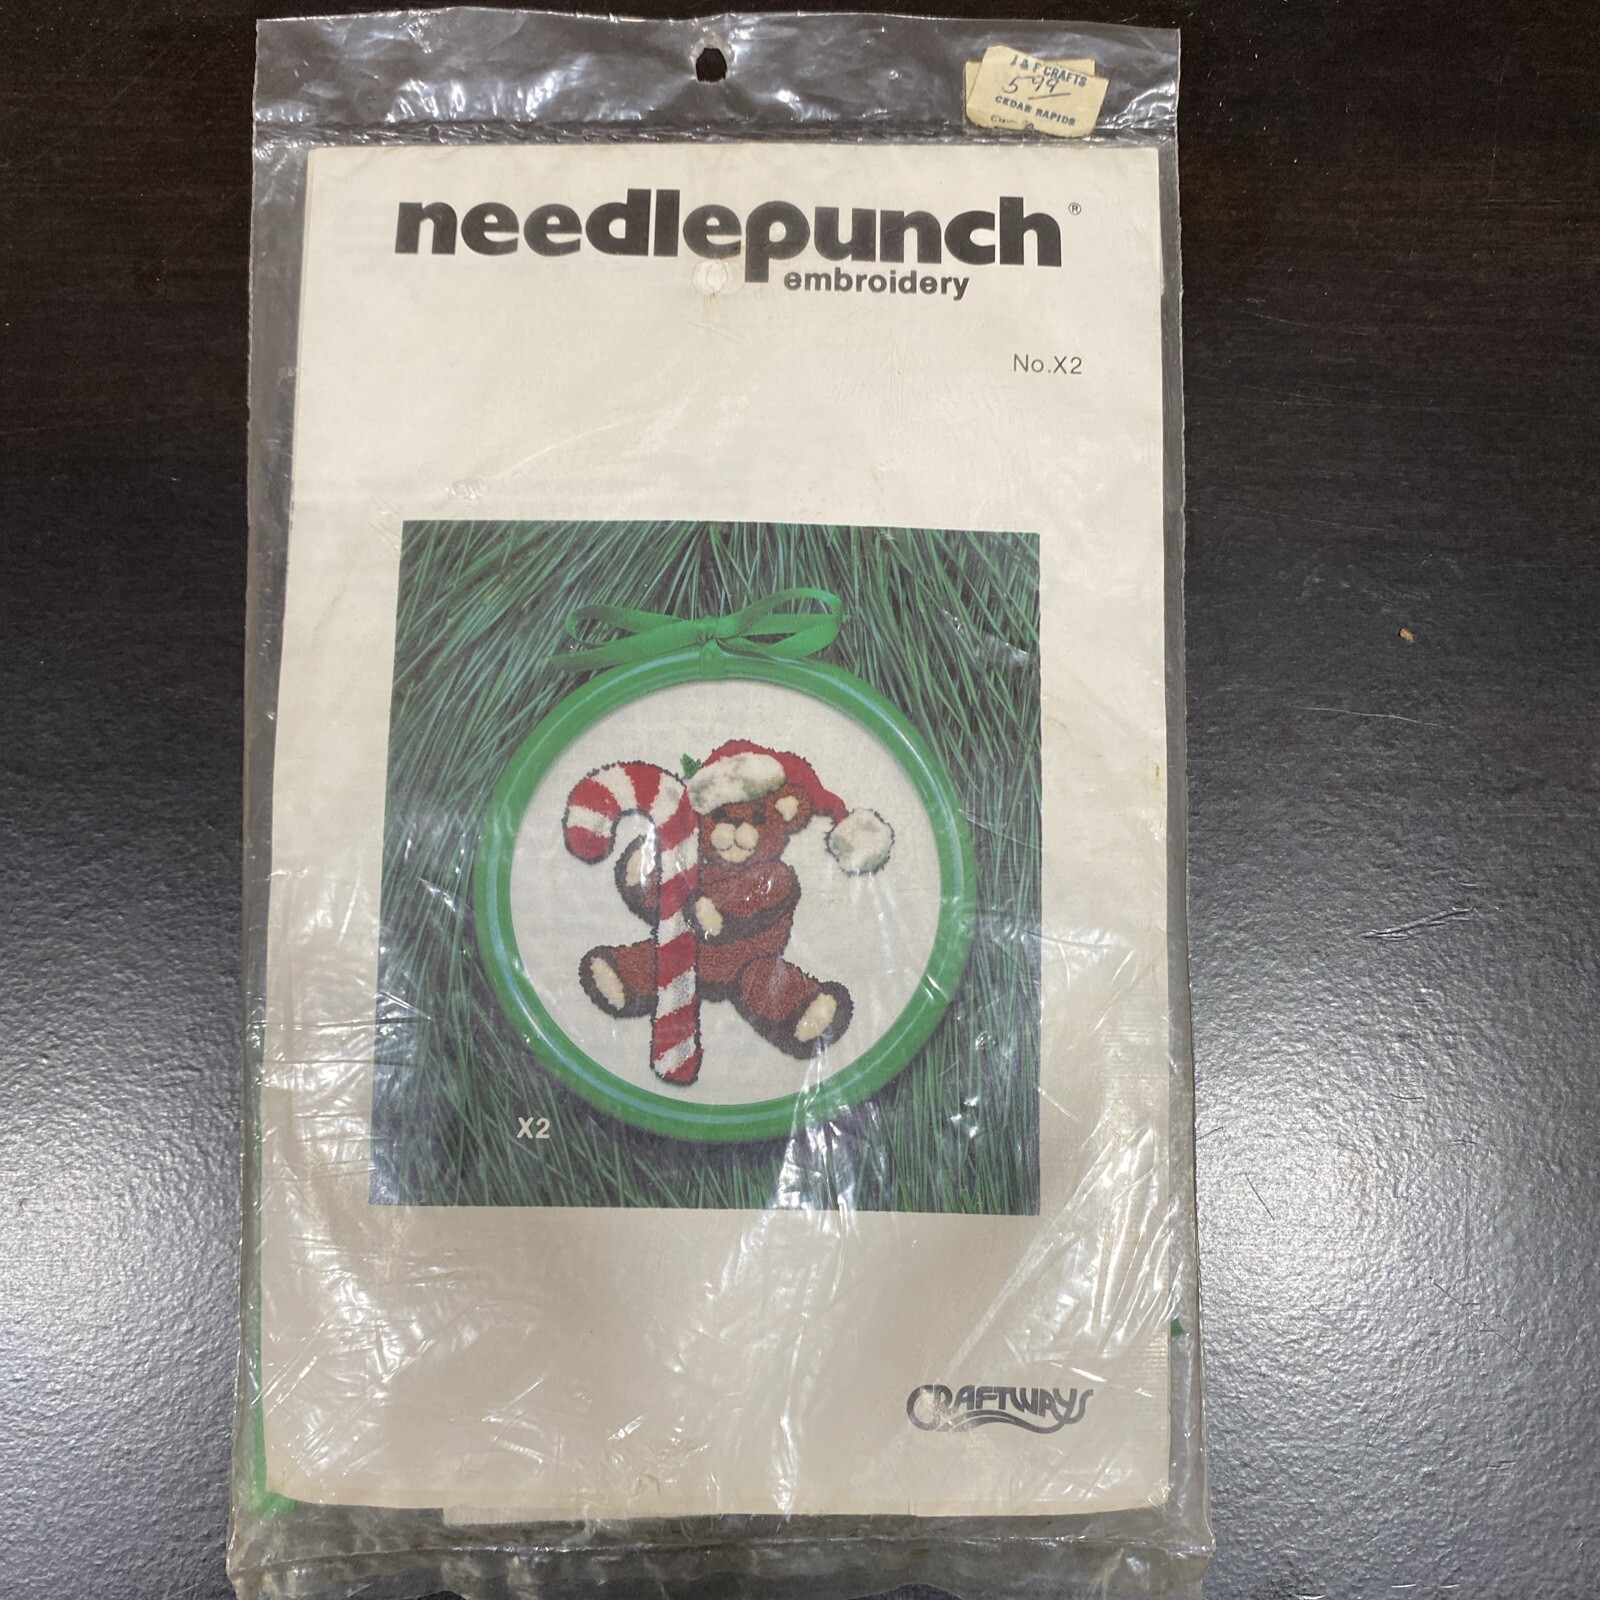 J & F CRAFTS
5 99
CEDAR RAPIDS
needlepunch®
embroidery
No.X2
X2
CRAFTWAYS